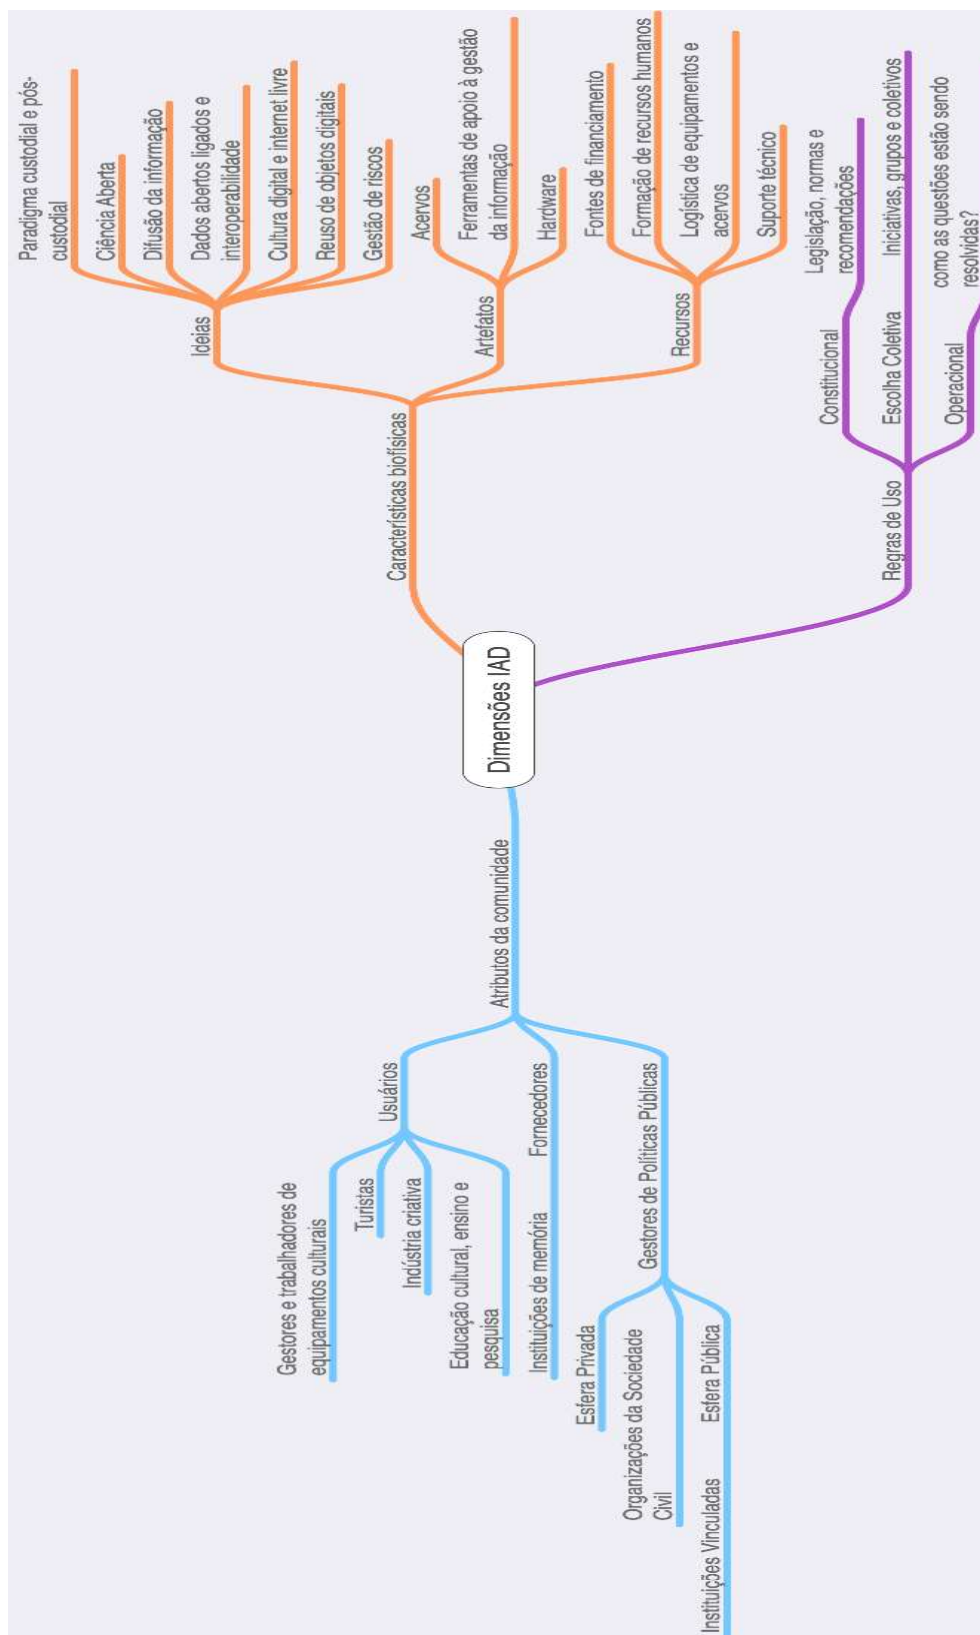 Dimensões IAD
Características biofísicas
Ideias
Paradigma custodial e pós-
custodial
Ciência Aberta
Difusão da informação
Dados abertos ligados e
interoperabilidade
Cultura digital e internet livre
Reuso de objetos digitais
Gestão de riscos
Artefatos
Acervos
Ferramentas de apoio à gestão
da informação
Hardware
Recursos
Fontes de financiamento
Formação de recursos humanos
Logística de equipamentos e
acervos
Suporte técnico
Regras de Uso
Constitucional
Legislação, normas e
recomendações
Escolha Coletiva
Iniciativas, grupos e coletivos
Operacional
como as questões estão sendo
resolvidas?
Atributos da comunidade
Usuários
Gestores e trabalhadores de
equipamentos culturais
Turistas
Indústria criativa
Educação cultural, ensino e
pesquisa
Fornecedores
Instituições de memória
Gestores de Políticas Públicas
Esfera Privada
Organizações da Sociedade
Civil
Esfera Pública
Instituições Vinculadas